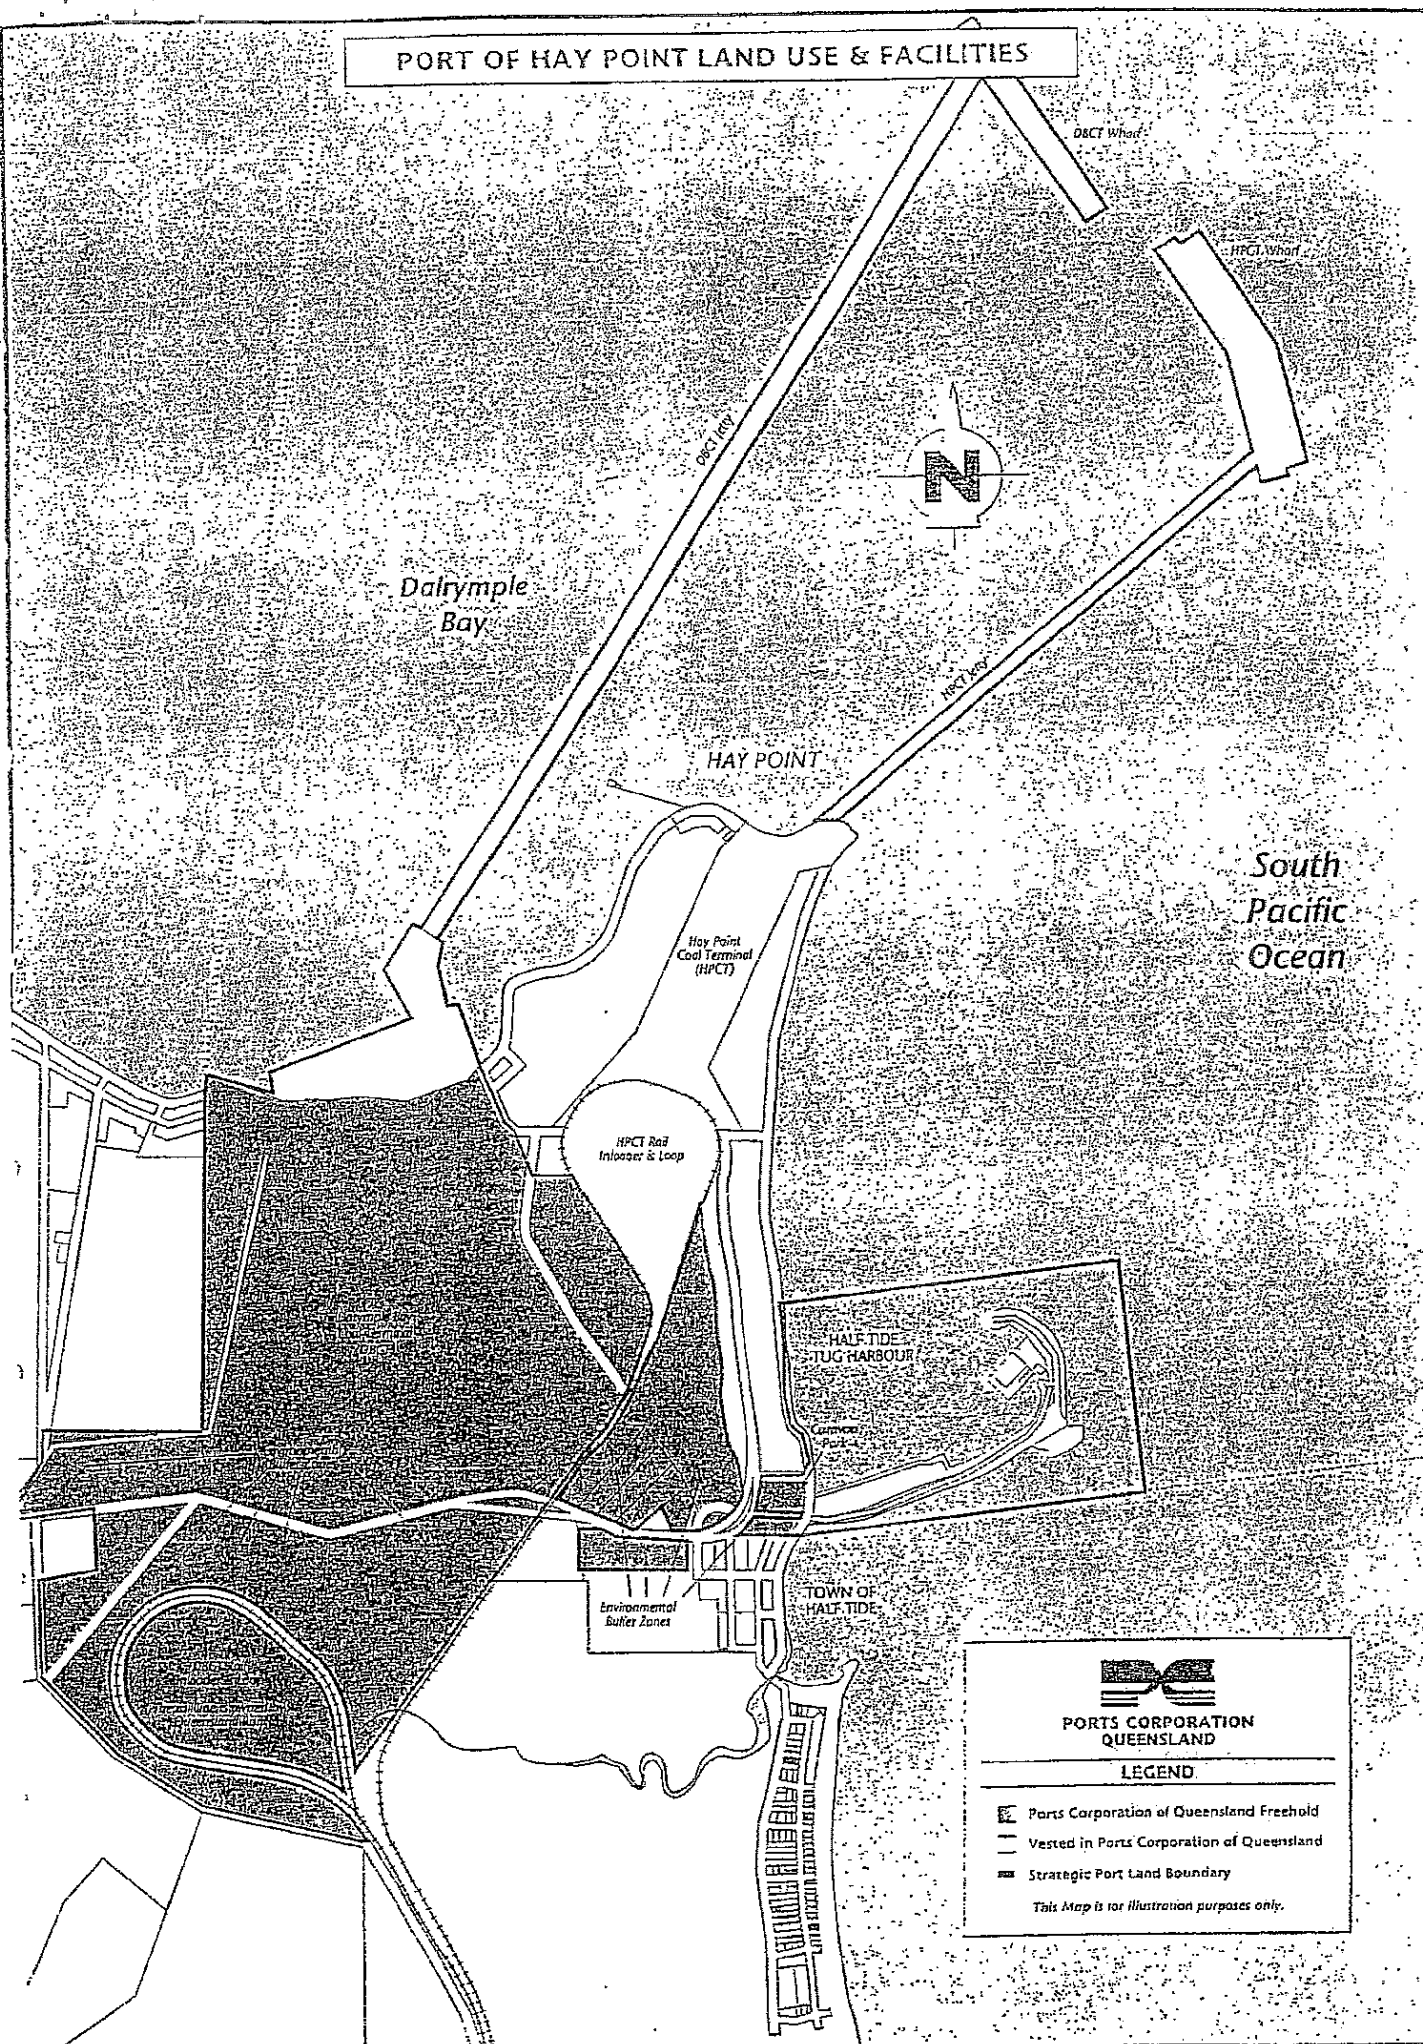 PORT OF HAY POINT LAND USE & FACILITIES
DBCT Wharf
HPCT Wharf
DBCT Jetty
N
Dalrymple
Bay
HPCT Jetty
HAY POINT
South
Pacific
Ocean
Hay Point
Coal Terminal
(HPCT)
HPCT Rail
Inloader & Loop
HALF TIDE
TUG HARBOUR
Environmental
Buffer Zones
TOWN OF
HALF TIDE
PORTS CORPORATION
QUEENSLAND
LEGEND
Ports Corporation of Queensland Freehold
Vested in Ports Corporation of Queensland
Strategic Port Land Boundary
This Map is for illustration purposes only.